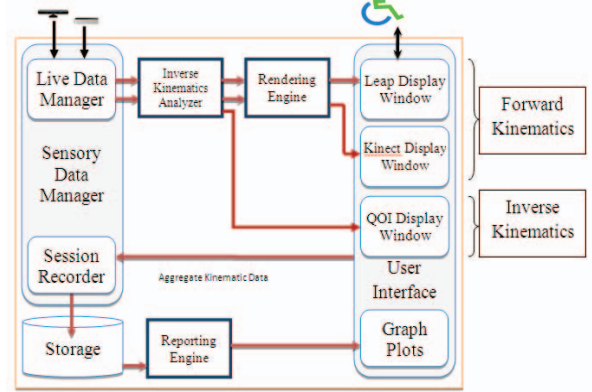 Live Data
Manager
Inverse
Kinematics
Analyzer
Rendering
Engine
Leap Display
Window
Forward
Kinematics
Kinect Display
Window
Sensory
Data
Manager
QOI Display
Window
Inverse
Kinematics
Session
Recorder
Aggregate Kinematic Data
User
Interface
Storage
Reporting
Engine
Graph
Plots